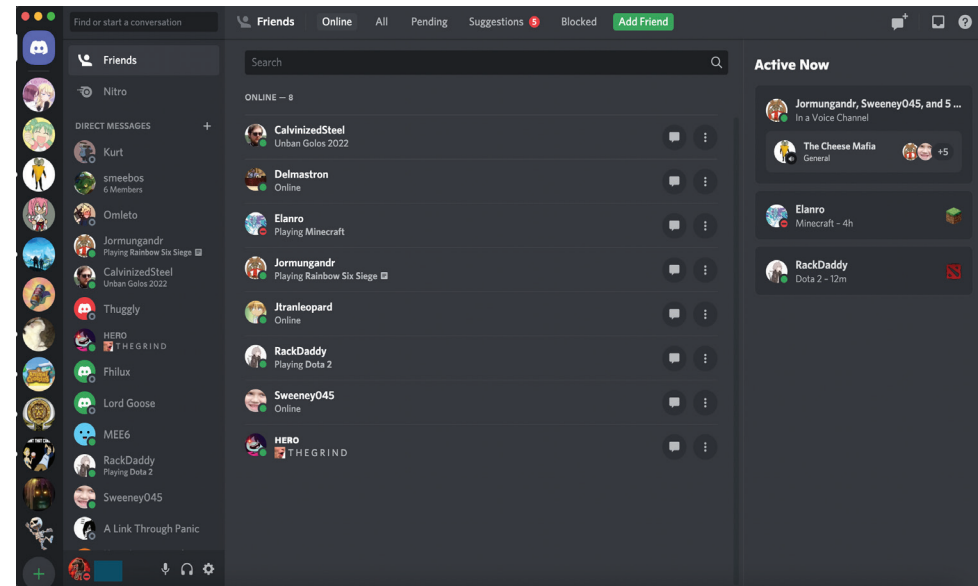 Find or start a conversation
Friends
Nitro
DIRECT MESSAGES
Kurt
smeebos
6 Members
Omleto
Jormungandr
Playing Rainbow Six Siege
CalvinizedSteel
Unban Golos 2022
Thuggly
HERO
THEGRIND
Fhilux
Lord Goose
MEE6
RackDaddy
Playing Dota 2
Sweeney045
A Link Through Panic
Friends Online All Pending Suggestions 5 Blocked Add Friend
Search
ONLINE — 8
CalvinizedSteel
Unban Golos 2022
Delmastron
Online
Elanro
Playing Minecraft
Jormungandr
Playing Rainbow Six Siege
Jtranleopard
Online
RackDaddy
Playing Dota 2
Sweeney045
Online
HERO
THEGRIND
Active Now
Jormungandr, Sweeney045, and 5 ...
In a Voice Channel
The Cheese Mafia
General
+5
Elanro
Minecraft – 4h
RackDaddy
Dota 2 – 12m